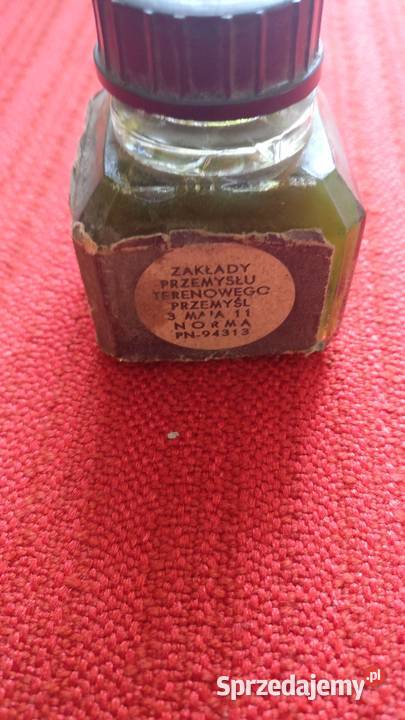 ZAKŁADY
PRZEMYSŁU
TERENOWEGO
PRZEMYŚL
3 MAJA 11
NORMA
PN-94313
Sprzedajemy.pl